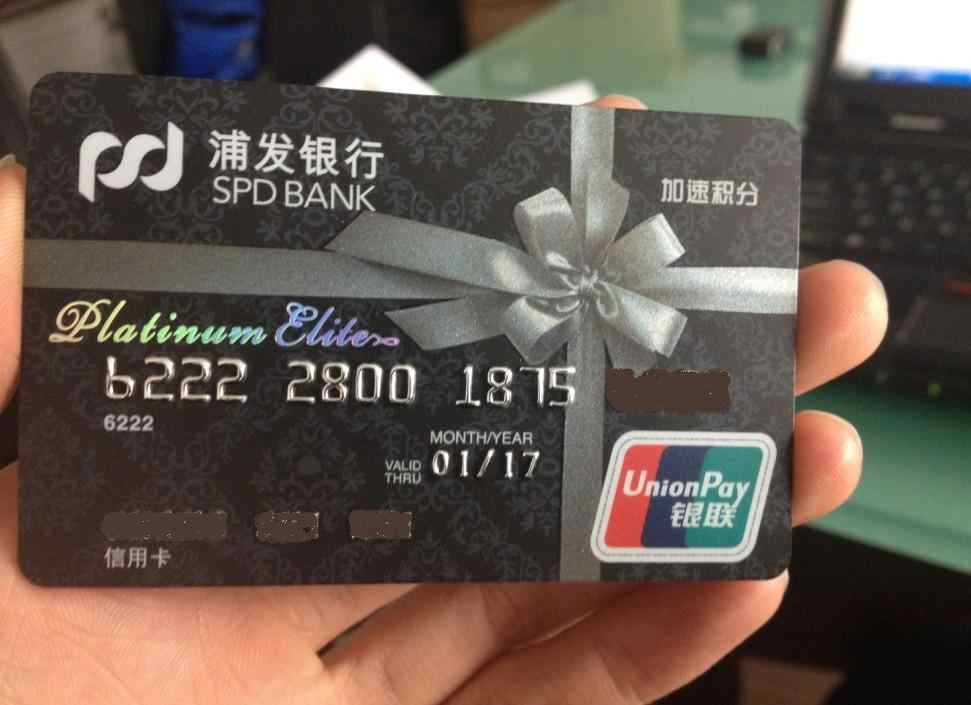 浦发银行
SPD BANK
加速积分
Platinum Elite
6222 2800 1875
6222
MONTH/YEAR
VALID THRU 01/17
UnionPay
银联
信用卡